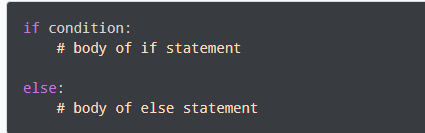 if condition:
    # body of if statement

else:
    # body of else statement